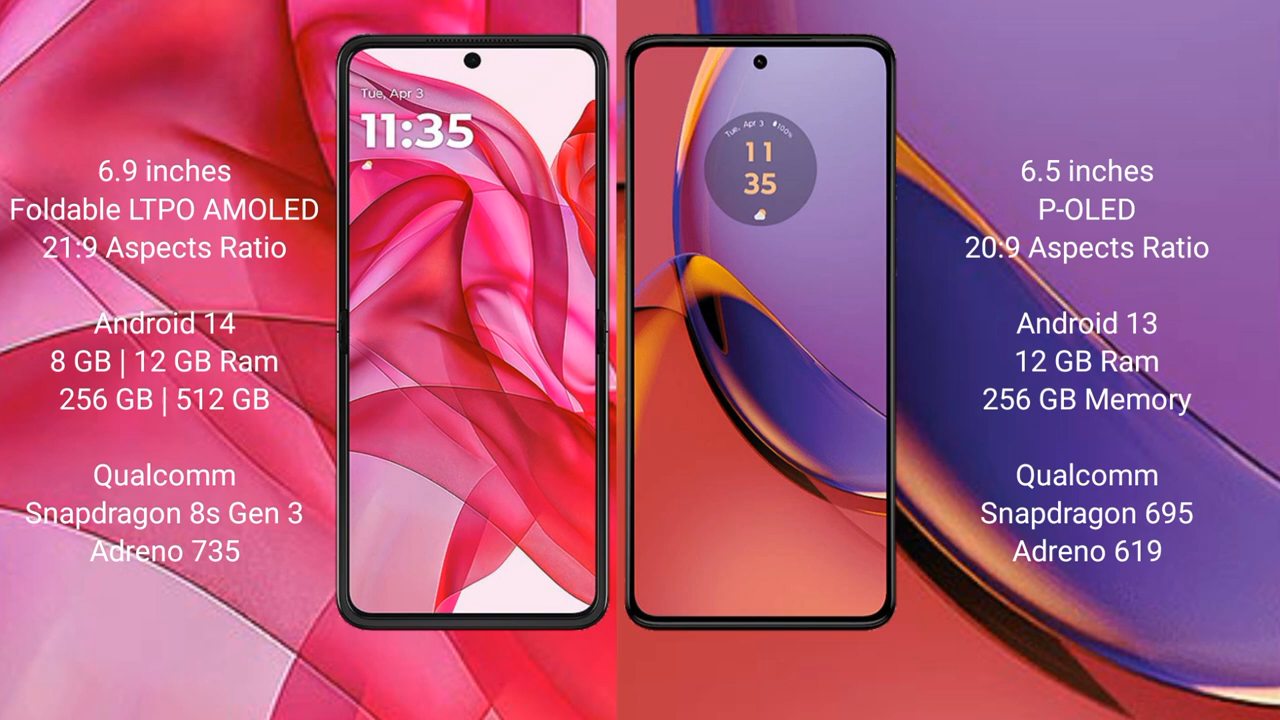 6.9 inches
Foldable LTPO AMOLED
21:9 Aspects Ratio
Android 14
8 GB | 12 GB Ram
256 GB | 512 GB
Qualcomm
Snapdragon 8s Gen 3
Adreno 735
Tue, Apr 3
11:35
Tue, Apr 3 100%
11
35
6.5 inches
P-OLED
20:9 Aspects Ratio
Android 13
12 GB Ram
256 GB Memory
Qualcomm
Snapdragon 695
Adreno 619